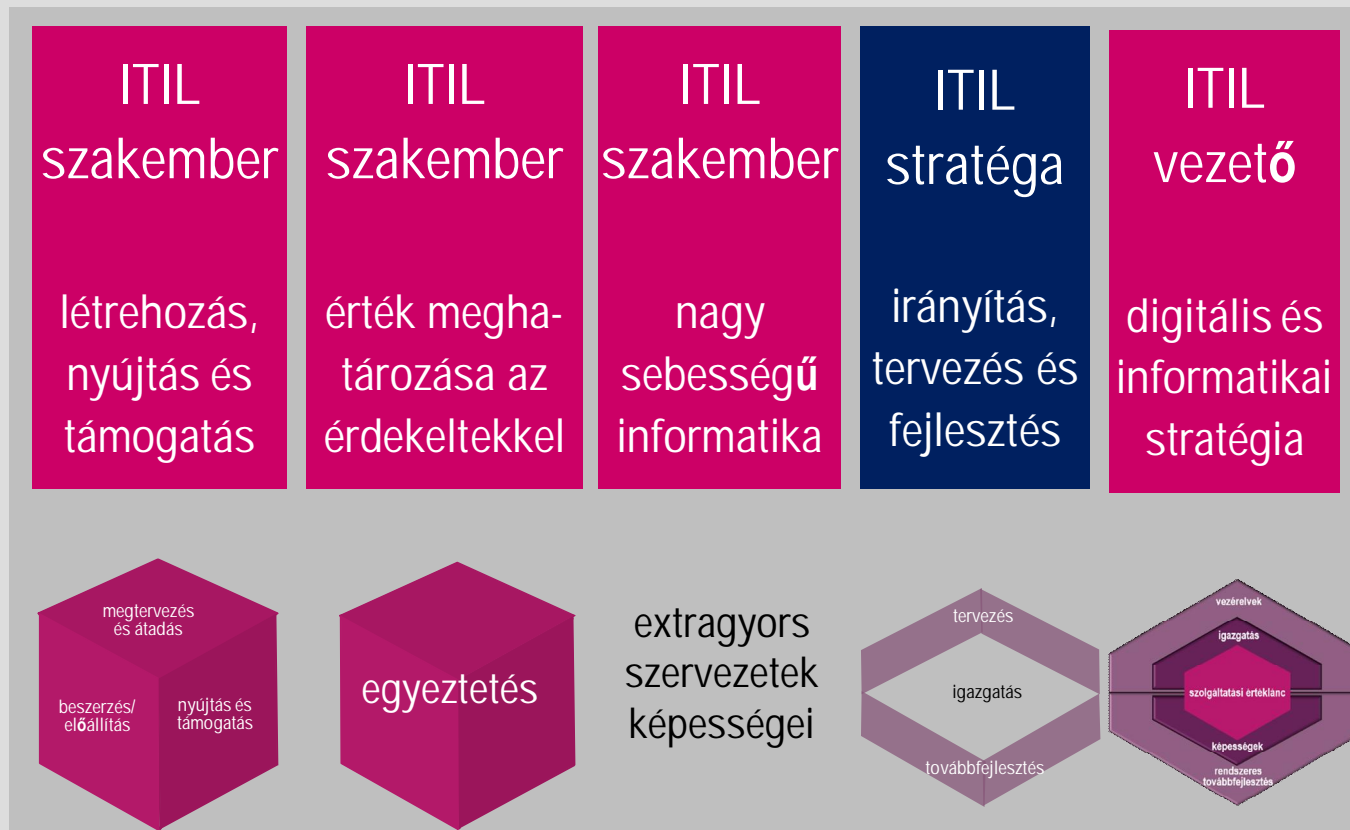 ITIL
szakember
létrehozás,
nyújtás és
támogatás
ITIL
szakember
érték megha-
tározása az
érdekeltekkel
ITIL
szakember
nagy
sebességű
informatika
ITIL
stratéga
irányítás,
tervezés és
fejlesztés
ITIL
vezető
digitális és
informatikai
stratégia
megtervezés
és átadás
beszerzés/
előállítás
nyújtás és
támogatás
egyeztetés
extragyors
szervezetek
képességei
tervezés
igazgatás
továbbfejlesztés
vezérelvek
igazgatás
szolgáltatási értéklánc
képességek
rendszeres
továbbfejlesztés